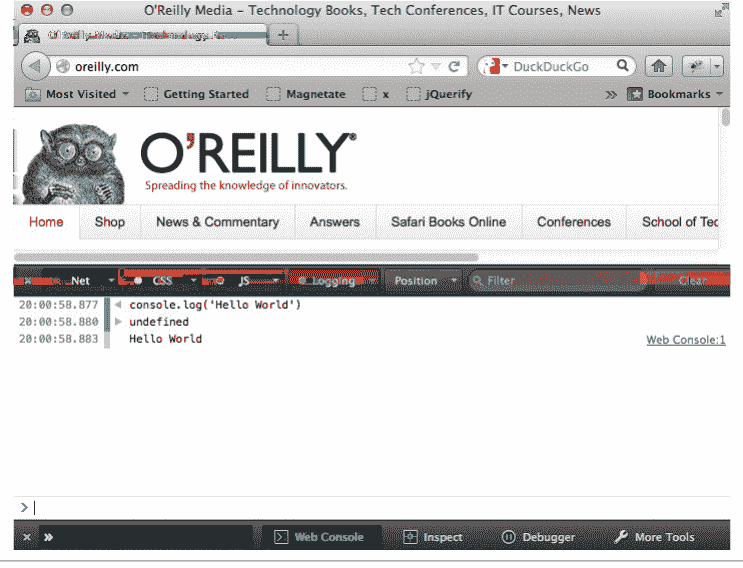 O'Reilly Media – Technology Books, Tech Conferences, IT Courses, News
oreilly.com
DuckDuckGo
Most Visited Getting Started Magnetate x jQuerify » Bookmarks
O'REILLY®
Spreading the knowledge of innovators.
Home Shop News & Commentary Answers Safari Books Online Conferences School of Tec
× Net CSS JS Logging Position Filter Clear
20:00:58.877 console.log('Hello World')
20:00:58.880 undefined
20:00:58.883 Hello World Web Console:1
>
× » Web Console Inspect Debugger More Tools